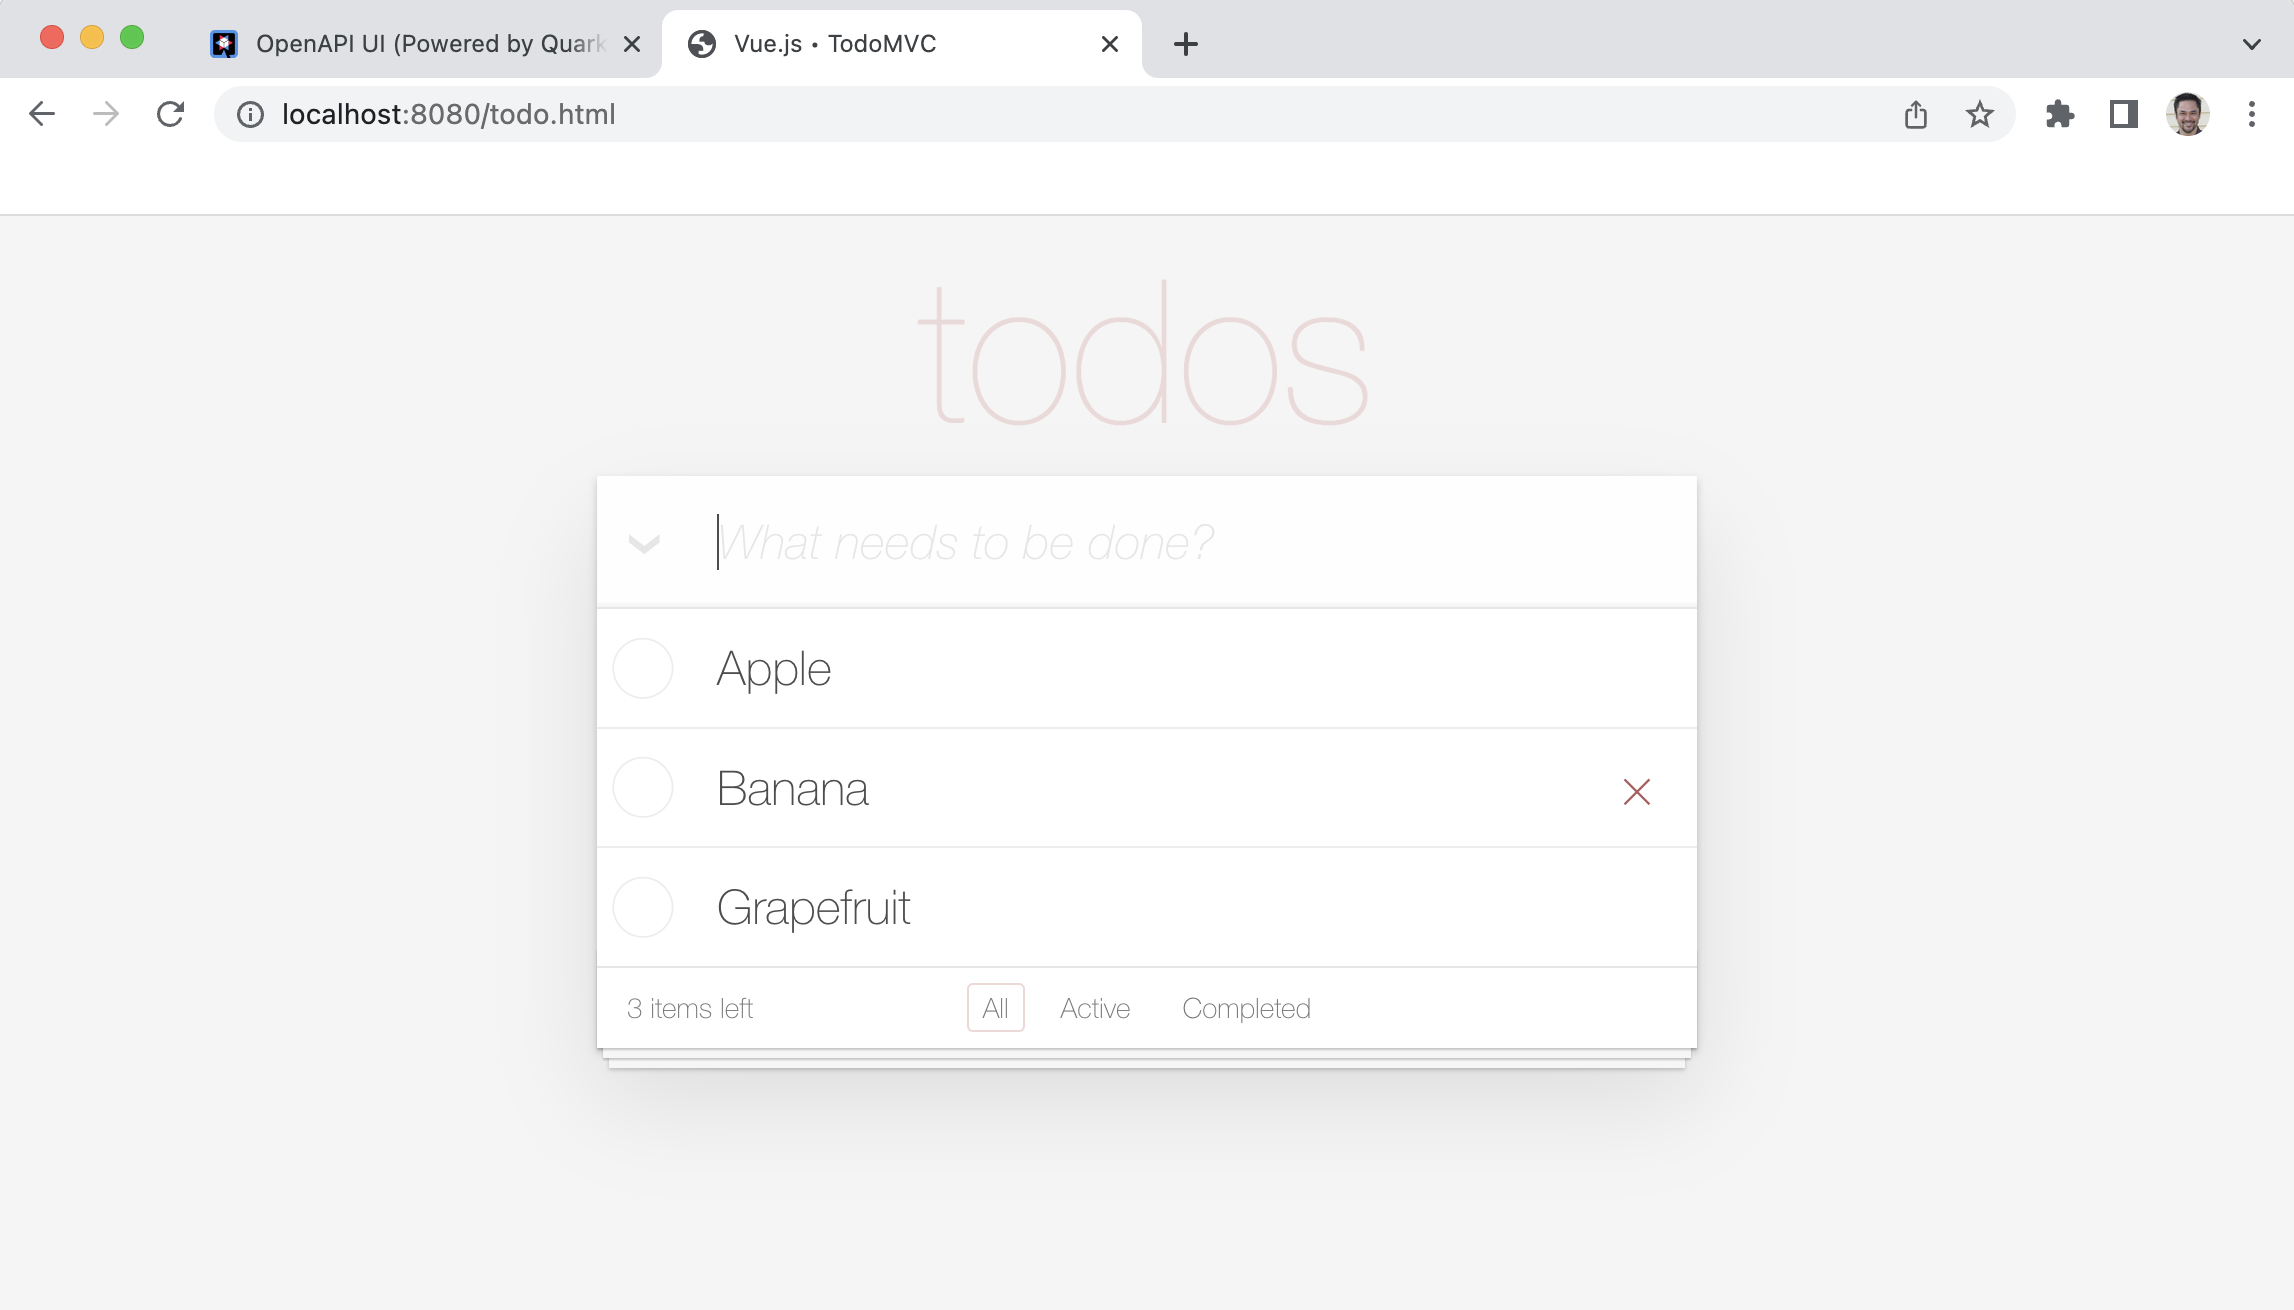 OpenAPI UI (Powered by Quark
Vue.js • TodoMVC
localhost:8080/todo.html
todos
What needs to be done?
Apple
Banana
Grapefruit
3 items left
All
Active
Completed